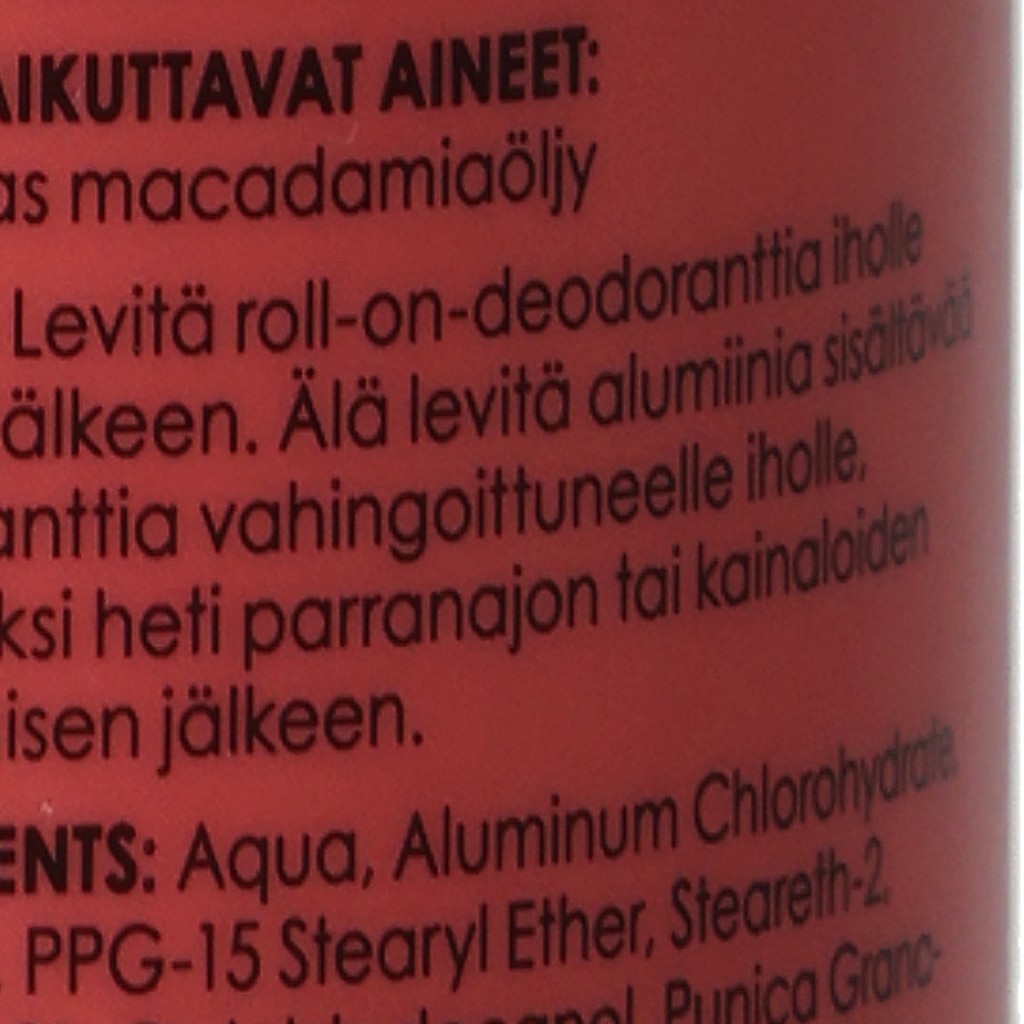 AIKUTTAVAT AINEET:
as macadamiaöljy
Levitä roll-on-deodoranttia iholle
älkeen. Älä levitä alumiinia sisältävää
anttia vahingoittuneelle iholle,
ksi heti parranajon tai kainaloiden
isen jälkeen.
ENTS: Aqua, Aluminum Chlorohydrate,
PPG-15 Stearyl Ether, Steareth-2,
Punica Grana-